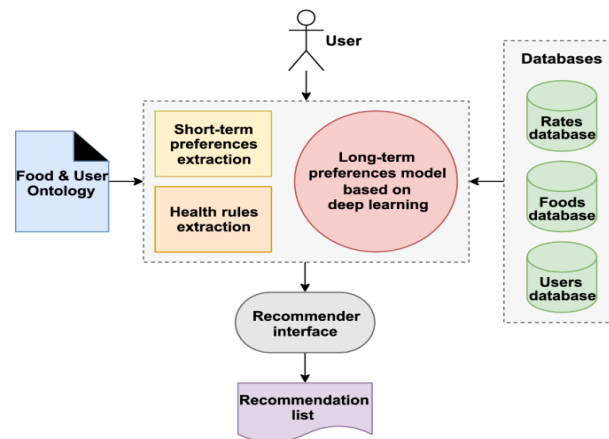 User
Databases
Rates
database
Foods
database
Users
database
Food & User
Ontology
Short-term
preferences
extraction
Health rules
extraction
Long-term
preferences model
based on
deep learning
Recommender
interface
Recommendation
list